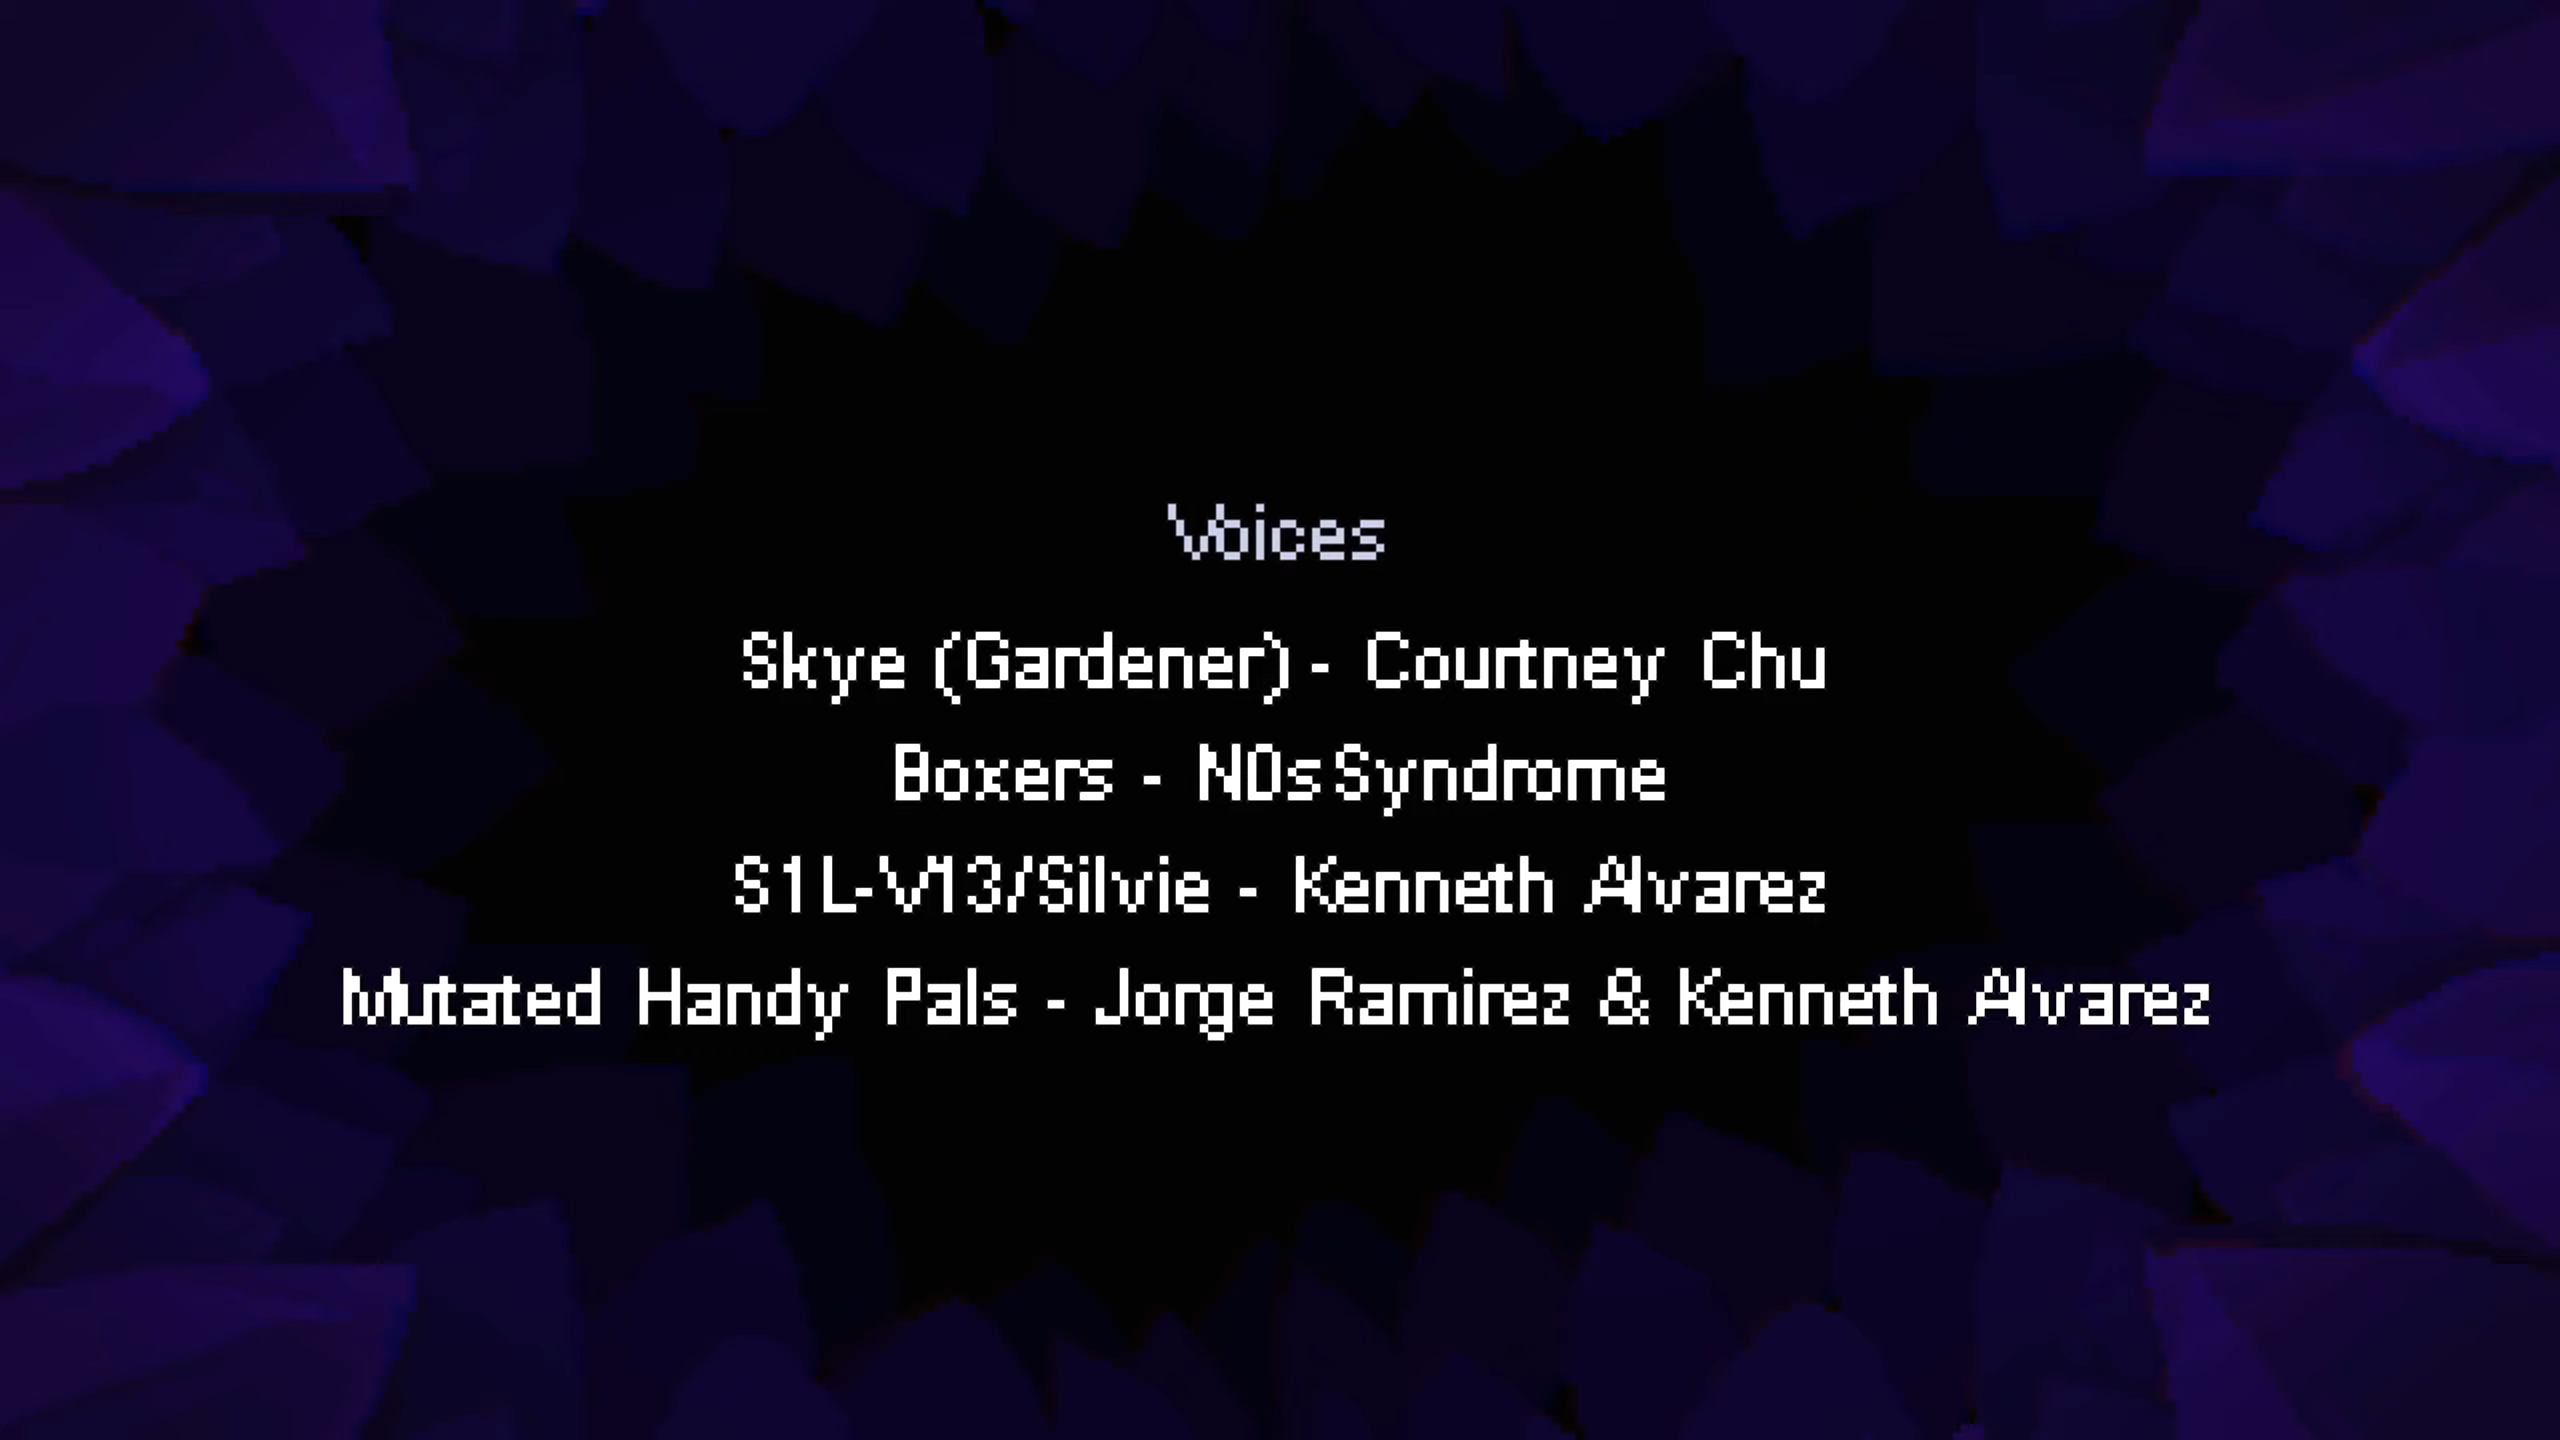 Voices
Skye (Gardener) - Courtney Chu
Boxers - N0sSyndrome
S1L-V13/Silvie - Kenneth Alvarez
Mutated Handy Pals - Jorge Ramirez & Kenneth Alvarez